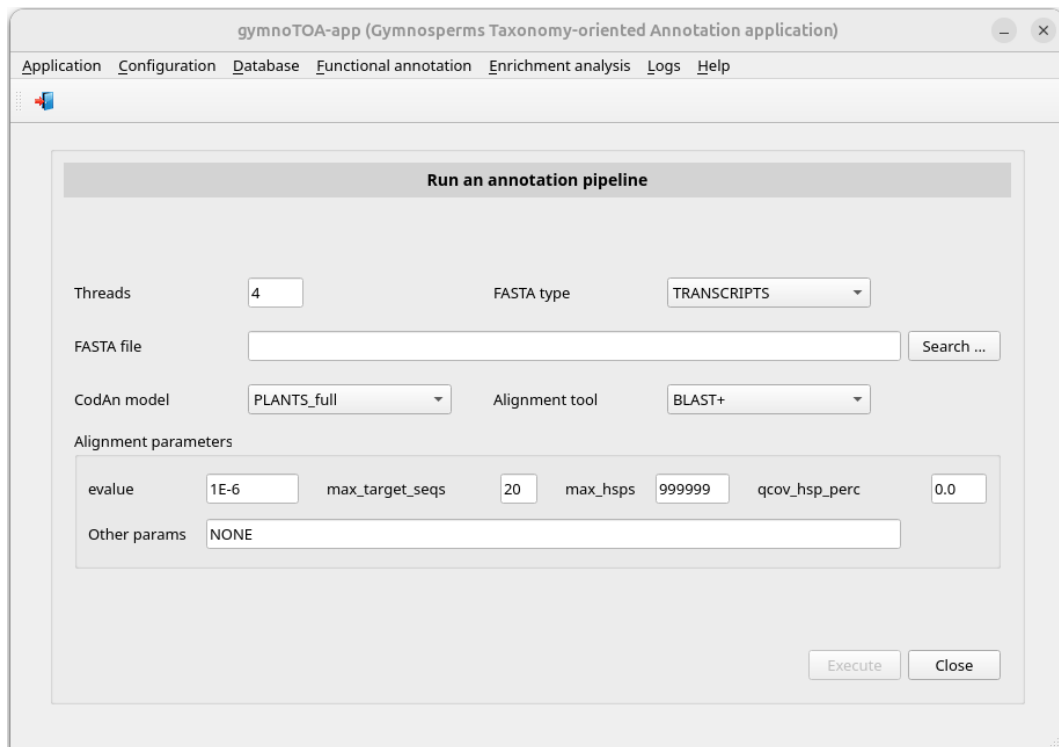 gymnoTOA-app (Gymnosperms Taxonomy-oriented Annotation application)
Application Configuration Database Functional annotation Enrichment analysis Logs Help
Run an annotation pipeline
Threads 4 FASTA type TRANSCRIPTS
FASTA file Search ...
CodAn model PLANTS_full Alignment tool BLAST+
Alignment parameters
evalue 1E-6 max_target_seqs 20 max_hsps 999999 qcov_hsp_perc 0.0
Other params NONE
Execute Close